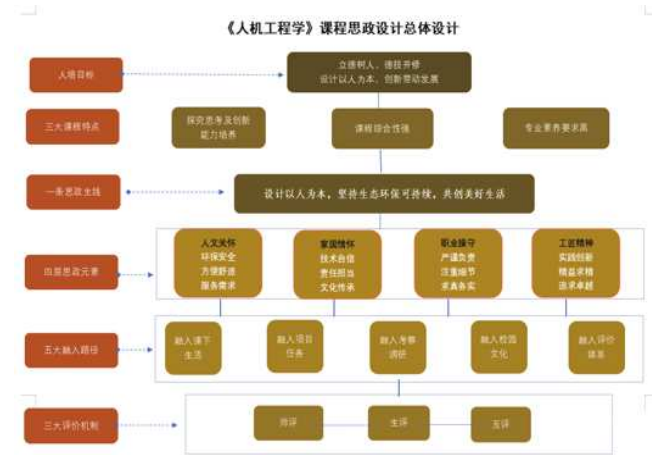 《人机工程学》课程思政设计总体设计
人培目标
立德树人、德技并修
设计以人为本、创新带动发展
三大课程特点
探究思考及创新
能力培养
课程综合性强
专业素养要求高
一条思政主线
设计以人为本，坚持生态环保可持续，共创美好生活
四层思政元素
人文关怀
环保安全
方便舒适
服务需求
家国情怀
技术自信
责任担当
文化传承
职业操守
严谨负责
注重细节
求真务实
工匠精神
实践创新
精益求精
追求卓越
五大融入路径
融入课下
生活
融入项目
任务
融入考察
调研
融入校园
文化
融入评价
体系
三大评价机制
师评
生评
互评